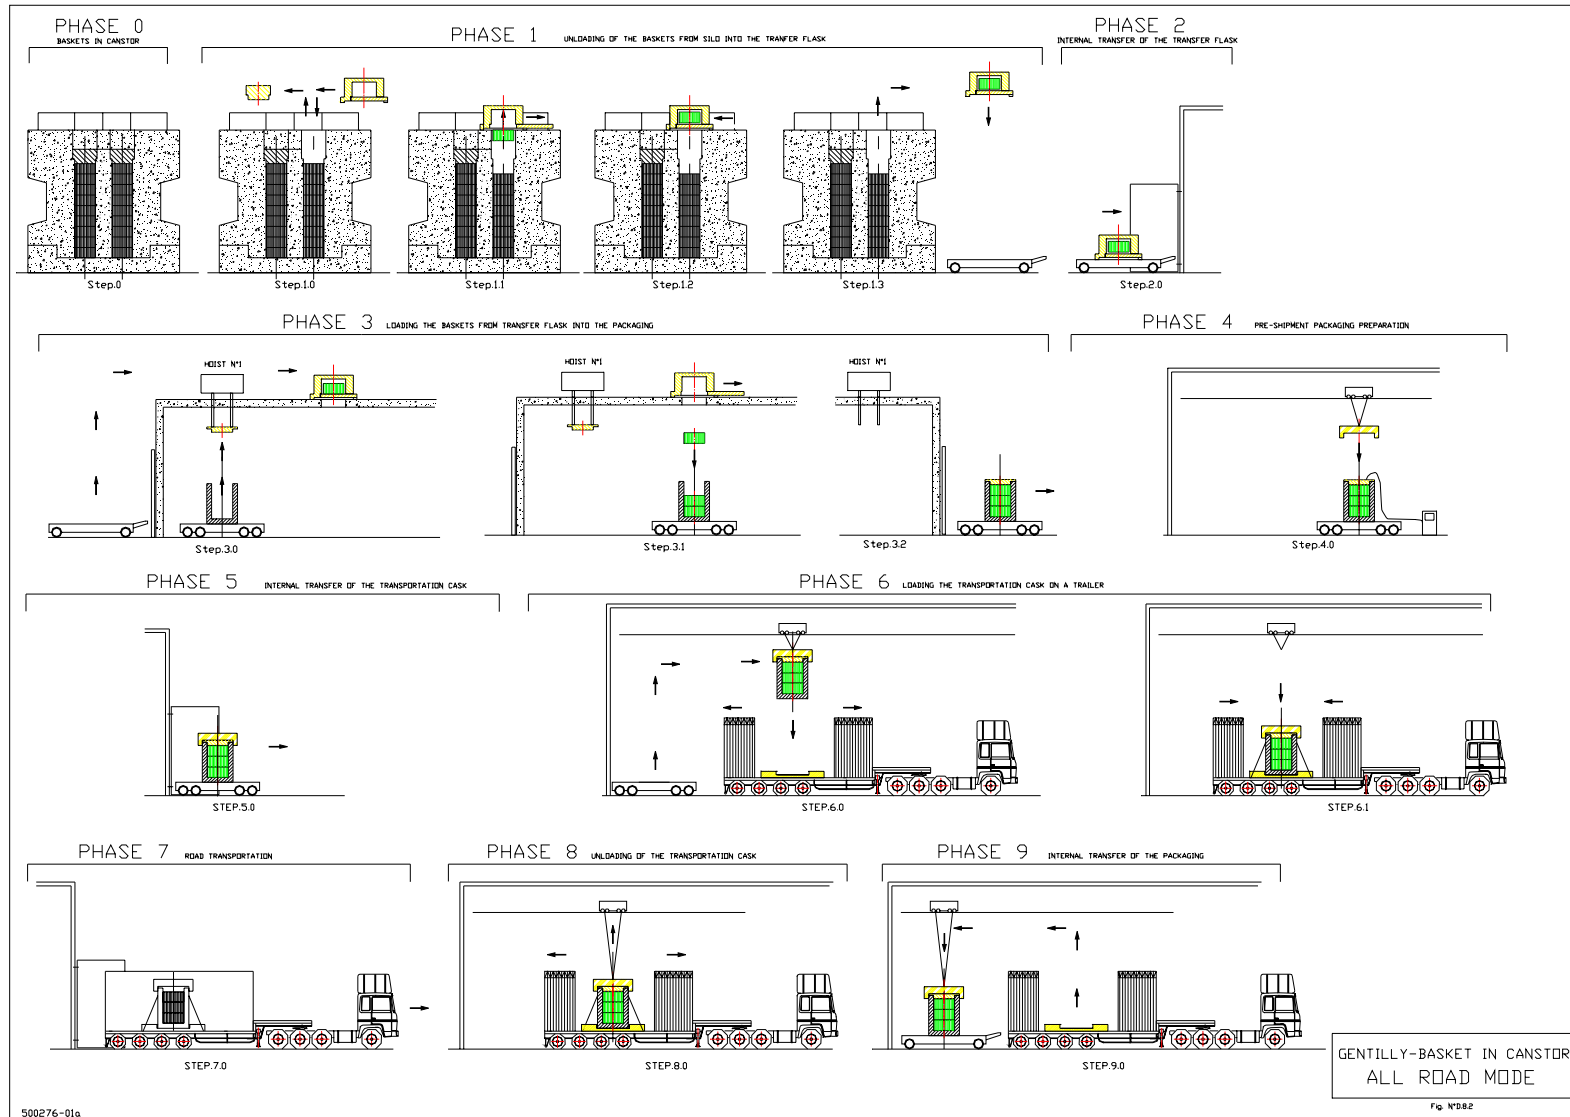 PHASE 0
BASKETS IN CANSTOR
PHASE 1 UNLOADING OF THE BASKETS FROM SILO INTO THE TRANFER FLASK
PHASE 2
INTERNAL TRANSFER OF THE TRANSFER FLASK
Step.0
Step.1.0
Step.1.1
Step.1.2
Step.1.3
Step.2.0
PHASE 3 LOADING THE BASKETS FROM TRANSFER FLASK INTO THE PACKAGING
PHASE 4 PRE-SHIPMENT PACKAGING PREPARATION
HOIST N°1
HOIST N°1
HOIST N°1
Step.3.0
Step.3.1
Step.3.2
Step.4.0
PHASE 5 INTERNAL TRANSFER OF THE TRANSPORTATION CASK
PHASE 6 LOADING THE TRANSPORTATION CASK ON A TRAILER
STEP.5.0
STEP.6.0
STEP.6.1
PHASE 7 ROAD TRANSPORTATION
PHASE 8 UNLOADING OF THE TRANSPORTATION CASK
PHASE 9 INTERNAL TRANSFER OF THE PACKAGING
STEP.7.0
STEP.8.0
STEP.9.0
GENTILLY-BASKET IN CANSTOR
ALL ROAD MODE
Fig. N°D.8.2
500276-01a